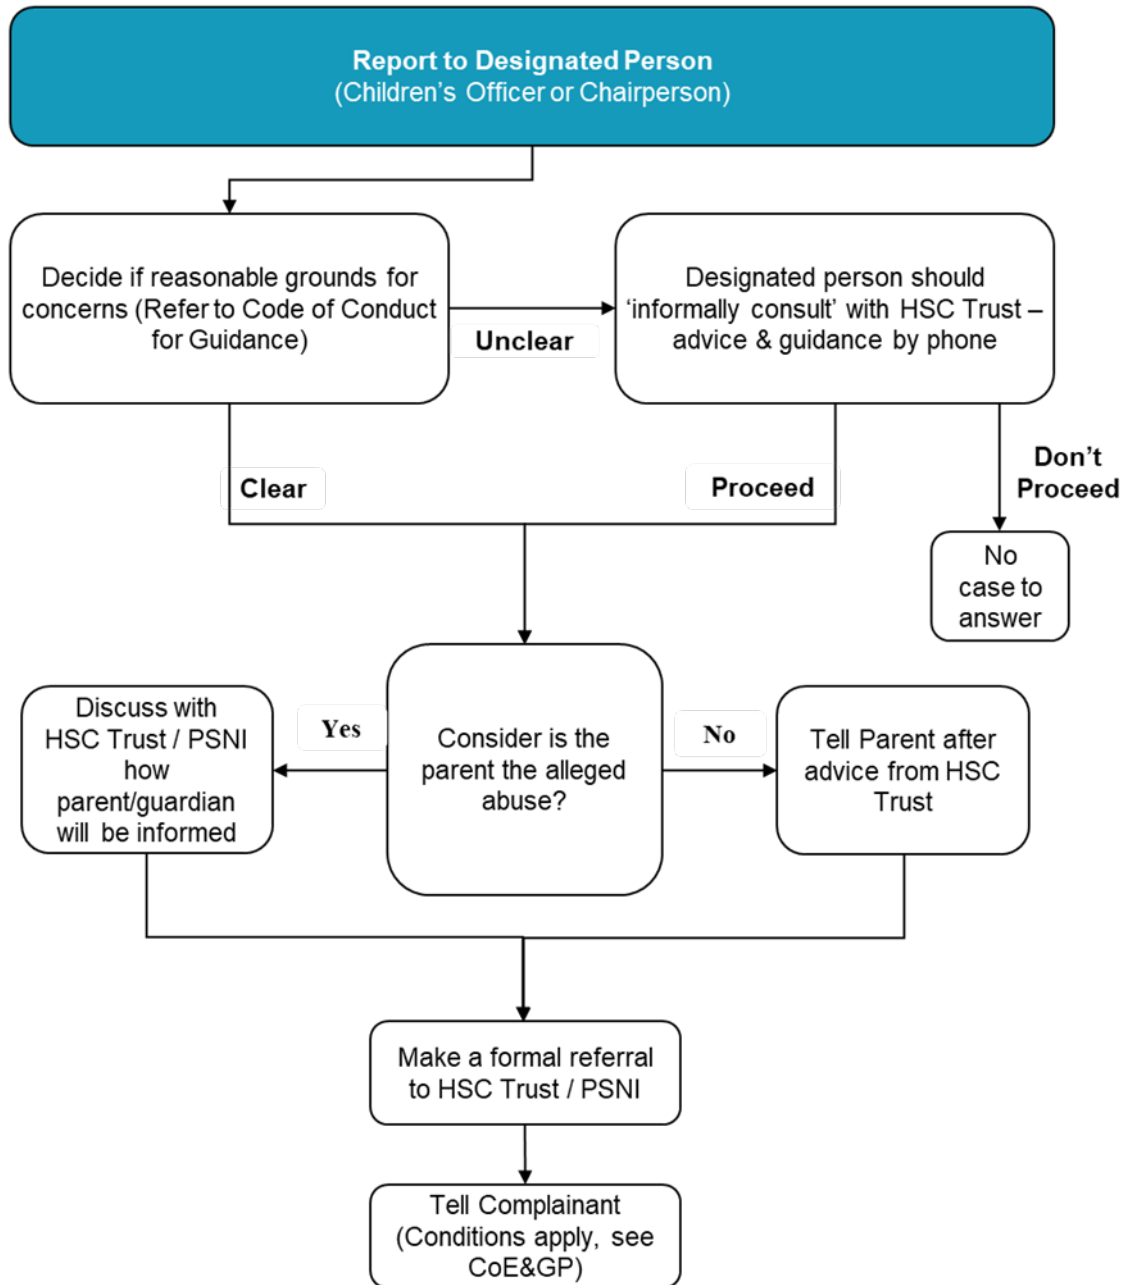 Report to Designated Person
(Children's Officer or Chairperson)
Decide if reasonable grounds for
concerns (Refer to Code of Conduct
for Guidance)
Unclear
Designated person should
‘informally consult’ with HSC Trust –
advice & guidance by phone
Clear
Proceed
Don’t
Proceed
No
case to
answer
Discuss with
HSC Trust / PSNI
how
parent/guardian
will be informed
Yes
Consider is the
parent the alleged
abuse?
No
Tell Parent after
advice from HSC
Trust
Make a formal referral
to HSC Trust / PSNI
Tell Complainant
(Conditions apply, see
CoE&GP)